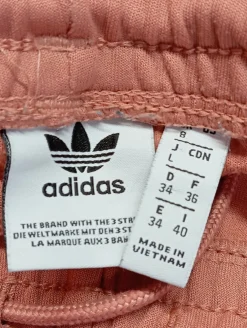 adidas
THE BRAND WITH THE 3 STR
DIE WELTMARKE MIT DEN 3 ST
LA MARQUE AUX 3 BAN
B
J CDN
L
D F
34 36
E I
34 40
MADE IN
VIETNAM